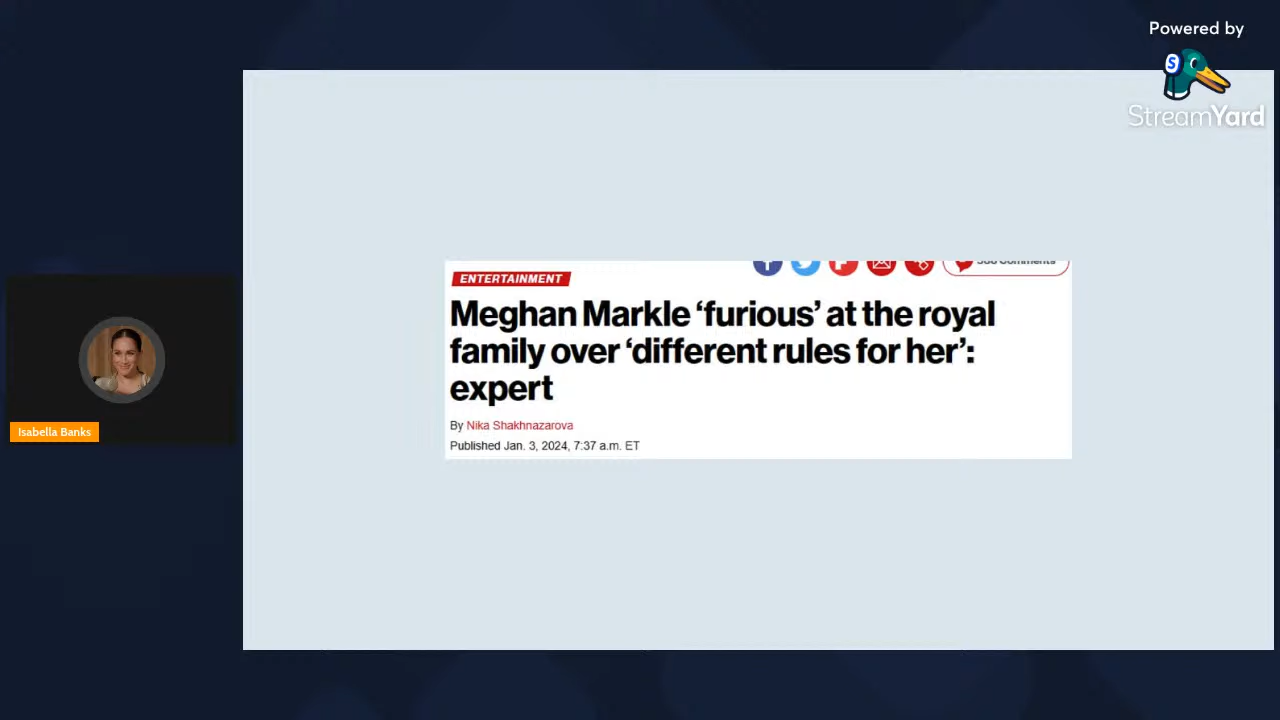 Powered by
StreamYard
ENTERTAINMENT
Meghan Markle ‘furious’ at the royal
family over ‘different rules for her’:
expert
By Nika Shakhnazarova
Published Jan. 3, 2024, 7:37 a.m. ET
Isabella Banks